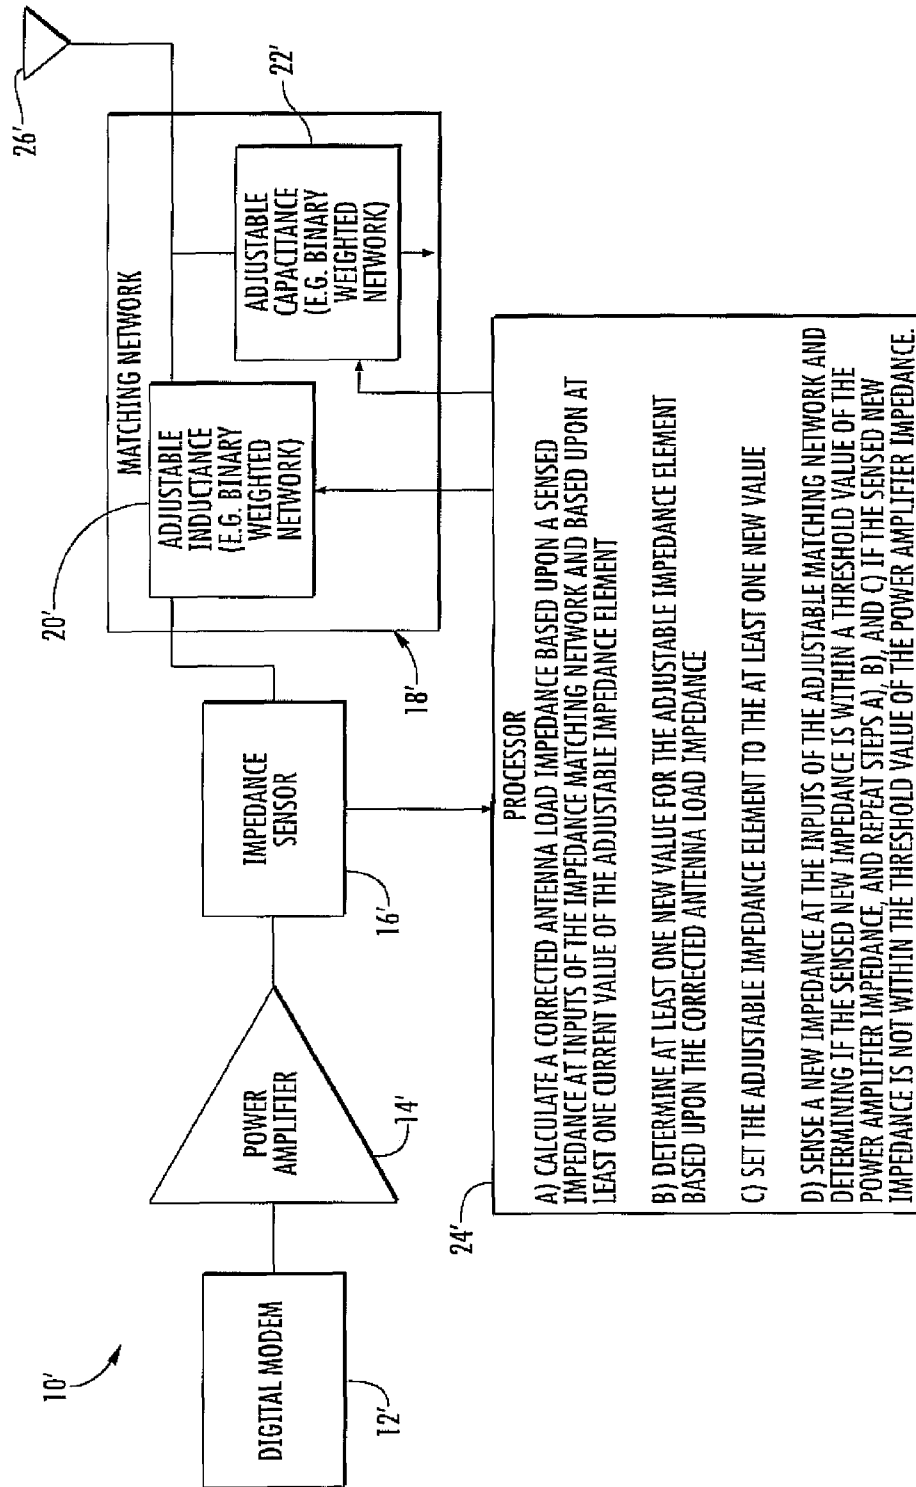 10'
DIGITAL MODEM
12'
POWER
AMPLIFIER
14'
IMPEDANCE
SENSOR
16'
MATCHING NETWORK
18'
ADJUSTABLE
INDUCTANCE
(E.G. BINARY
WEIGHTED
NETWORK)
20'
ADJUSTABLE
CAPACITANCE
(E.G. BINARY
WEIGHTED
NETWORK)
22'
26'
24'
PROCESSOR
A) CALCULATE A CORRECTED ANTENNA LOAD IMPEDANCE BASED UPON A SENSED
IMPEDANCE AT INPUTS OF THE IMPEDANCE MATCHING NETWORK AND BASED UPON AT
LEAST ONE CURRENT VALUE OF THE ADJUSTABLE IMPEDANCE ELEMENT
B) DETERMINE AT LEAST ONE NEW VALUE FOR THE ADJUSTABLE IMPEDANCE ELEMENT
BASED UPON THE CORRECTED ANTENNA LOAD IMPEDANCE
C) SET THE ADJUSTABLE IMPEDANCE ELEMENT TO THE AT LEAST ONE NEW VALUE
D) SENSE A NEW IMPEDANCE AT THE INPUTS OF THE ADJUSTABLE MATCHING NETWORK AND
DETERMINING IF THE SENSED NEW IMPEDANCE IS WITHIN A THRESHOLD VALUE OF THE
POWER AMPLIFIER IMPEDANCE, AND REPEAT STEPS A), B), AND C) IF THE SENSED NEW
IMPEDANCE IS NOT WITHIN THE THRESHOLD VALUE OF THE POWER AMPLIFIER IMPEDANCE.